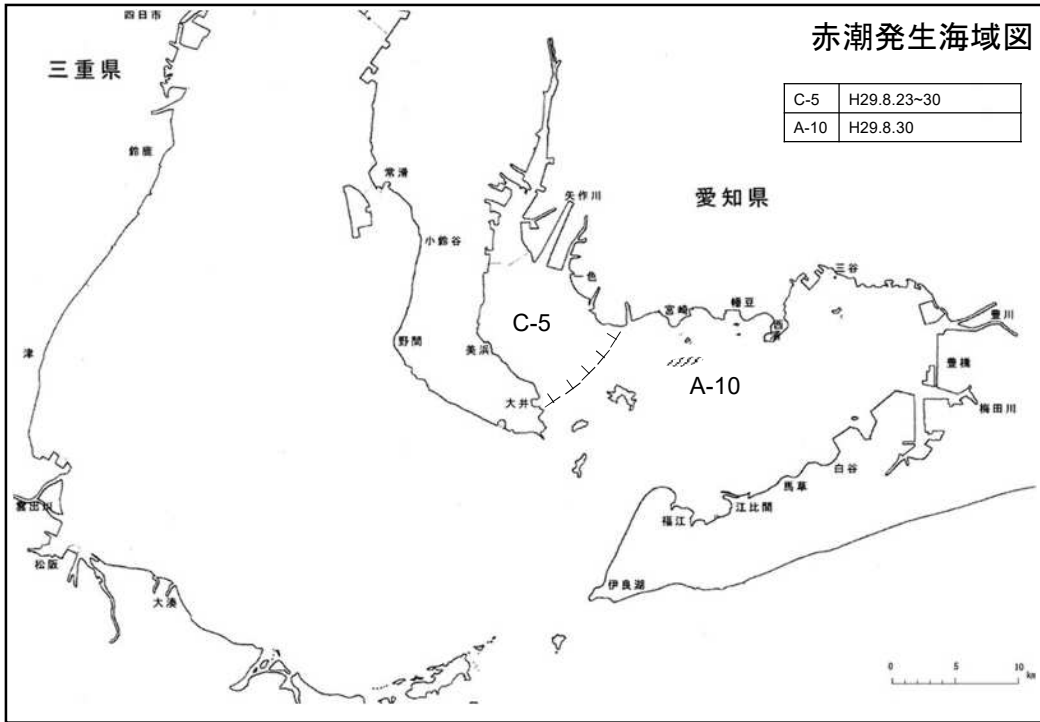 四日市
赤潮発生海域図
三重県
C-5 H29.8.23~30
A-10 H29.8.30
鈴鹿
常滑
矢作川
愛知県
小鈴谷
三谷
一色
宮崎
幡豆
豊川
C-5
西浦
津
野間
美浜
豊橋
A-10
大井
梅田川
白谷
馬草
江比間
福江
松阪
伊良湖
大湊
0 5 10
km